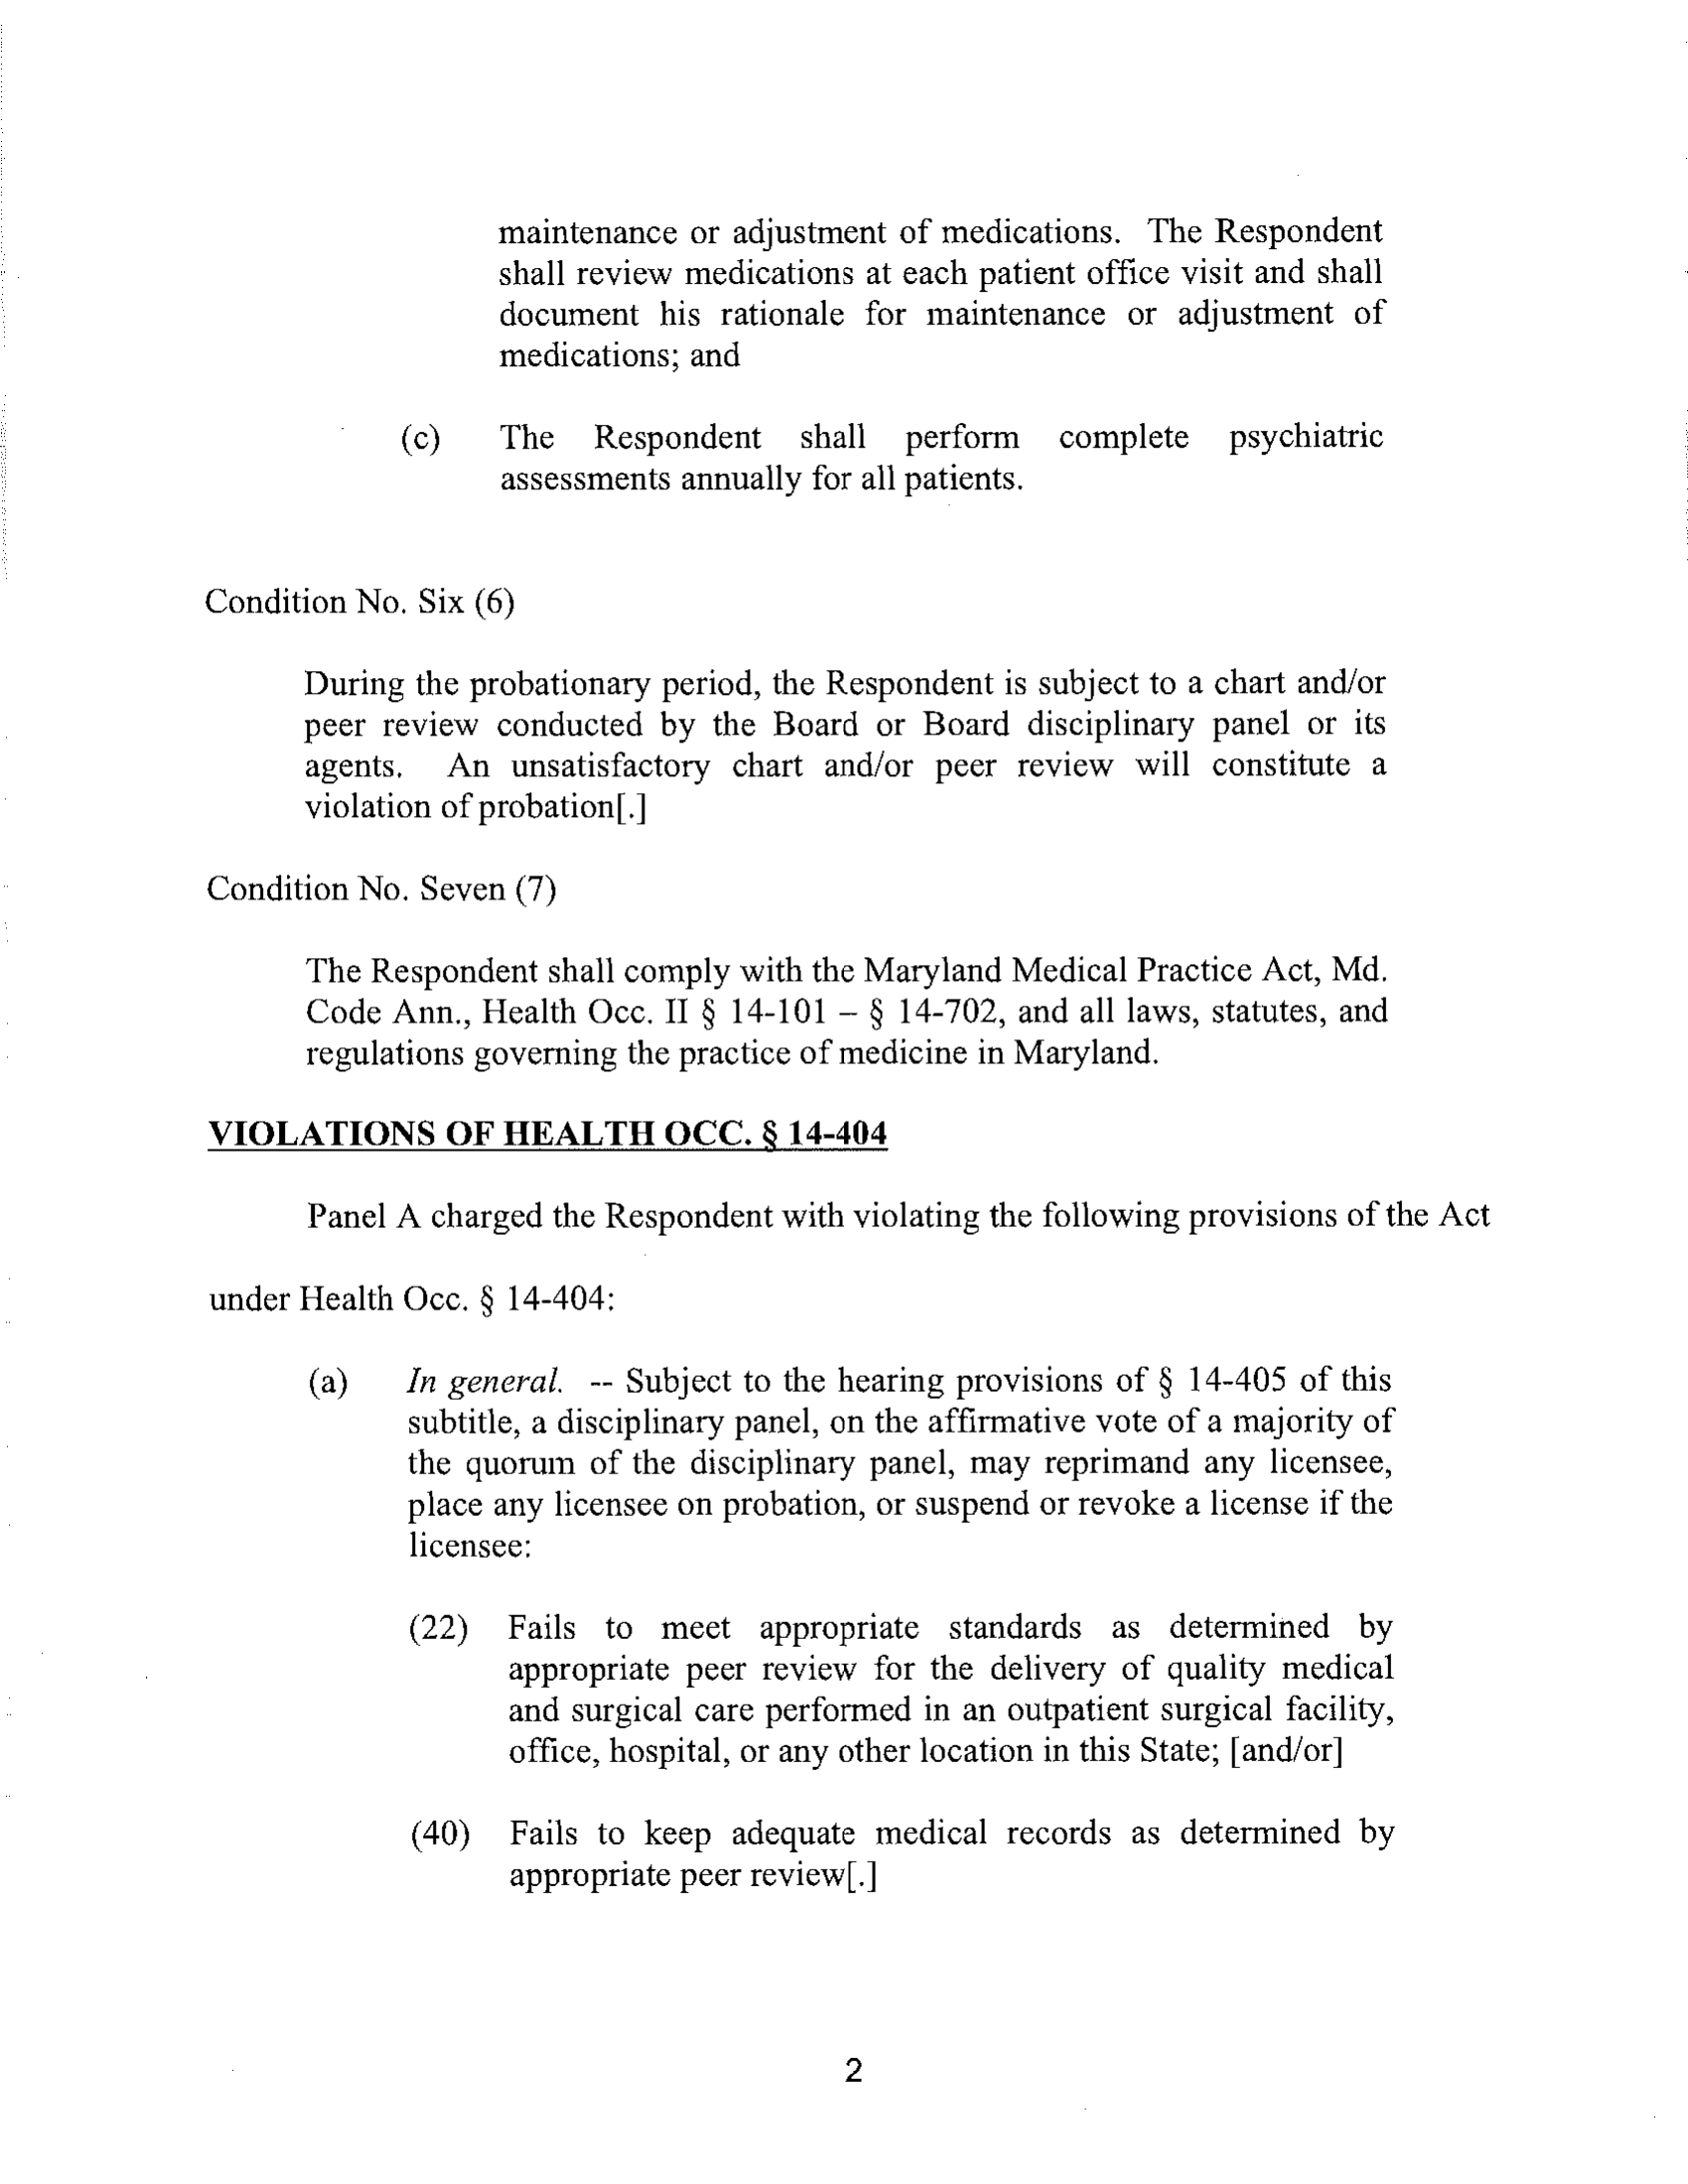 maintenance or adjustment of medications. The Respondent
shall review medications at each patient office visit and shall
document his rationale for maintenance or adjustment of
medications; and
(c) The Respondent shall perform complete psychiatric
assessments annually for all patients.
Condition No. Six (6)
During the probationary period, the Respondent is subject to a chart and/or
peer review conducted by the Board or Board disciplinary panel or its
agents. An unsatisfactory chart and/or peer review will constitute a
violation of probation[.]
Condition No. Seven (7)
The Respondent shall comply with the Maryland Medical Practice Act, Md.
Code Ann., Health Occ. II § 14-101 – § 14-702, and all laws, statutes, and
regulations governing the practice of medicine in Maryland.
VIOLATIONS OF HEALTH OCC. § 14-404
Panel A charged the Respondent with violating the following provisions of the Act
under Health Occ. § 14-404:
(a) In general. -- Subject to the hearing provisions of § 14-405 of this
subtitle, a disciplinary panel, on the affirmative vote of a majority of
the quorum of the disciplinary panel, may reprimand any licensee,
place any licensee on probation, or suspend or revoke a license if the
licensee:
(22) Fails to meet appropriate standards as determined by
appropriate peer review for the delivery of quality medical
and surgical care performed in an outpatient surgical facility,
office, hospital, or any other location in this State; [and/or]
(40) Fails to keep adequate medical records as determined by
appropriate peer review[.]
2